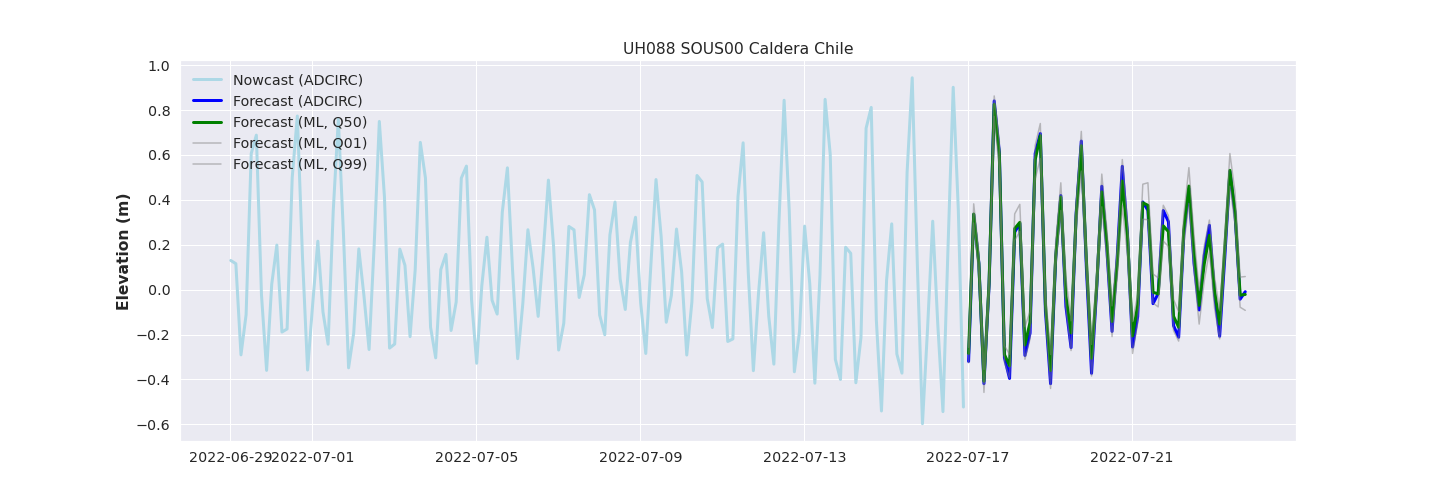 UH088 SOUS00 Caldera Chile
1.0
0.8
0.6
0.4
0.2
0.0
−0.2
−0.4
−0.6
Elevation (m)
Nowcast (ADCIRC)
Forecast (ADCIRC)
Forecast (ML, Q50)
Forecast (ML, Q01)
Forecast (ML, Q99)
2022-06-29 2022-07-01 2022-07-05 2022-07-09 2022-07-13 2022-07-17 2022-07-21